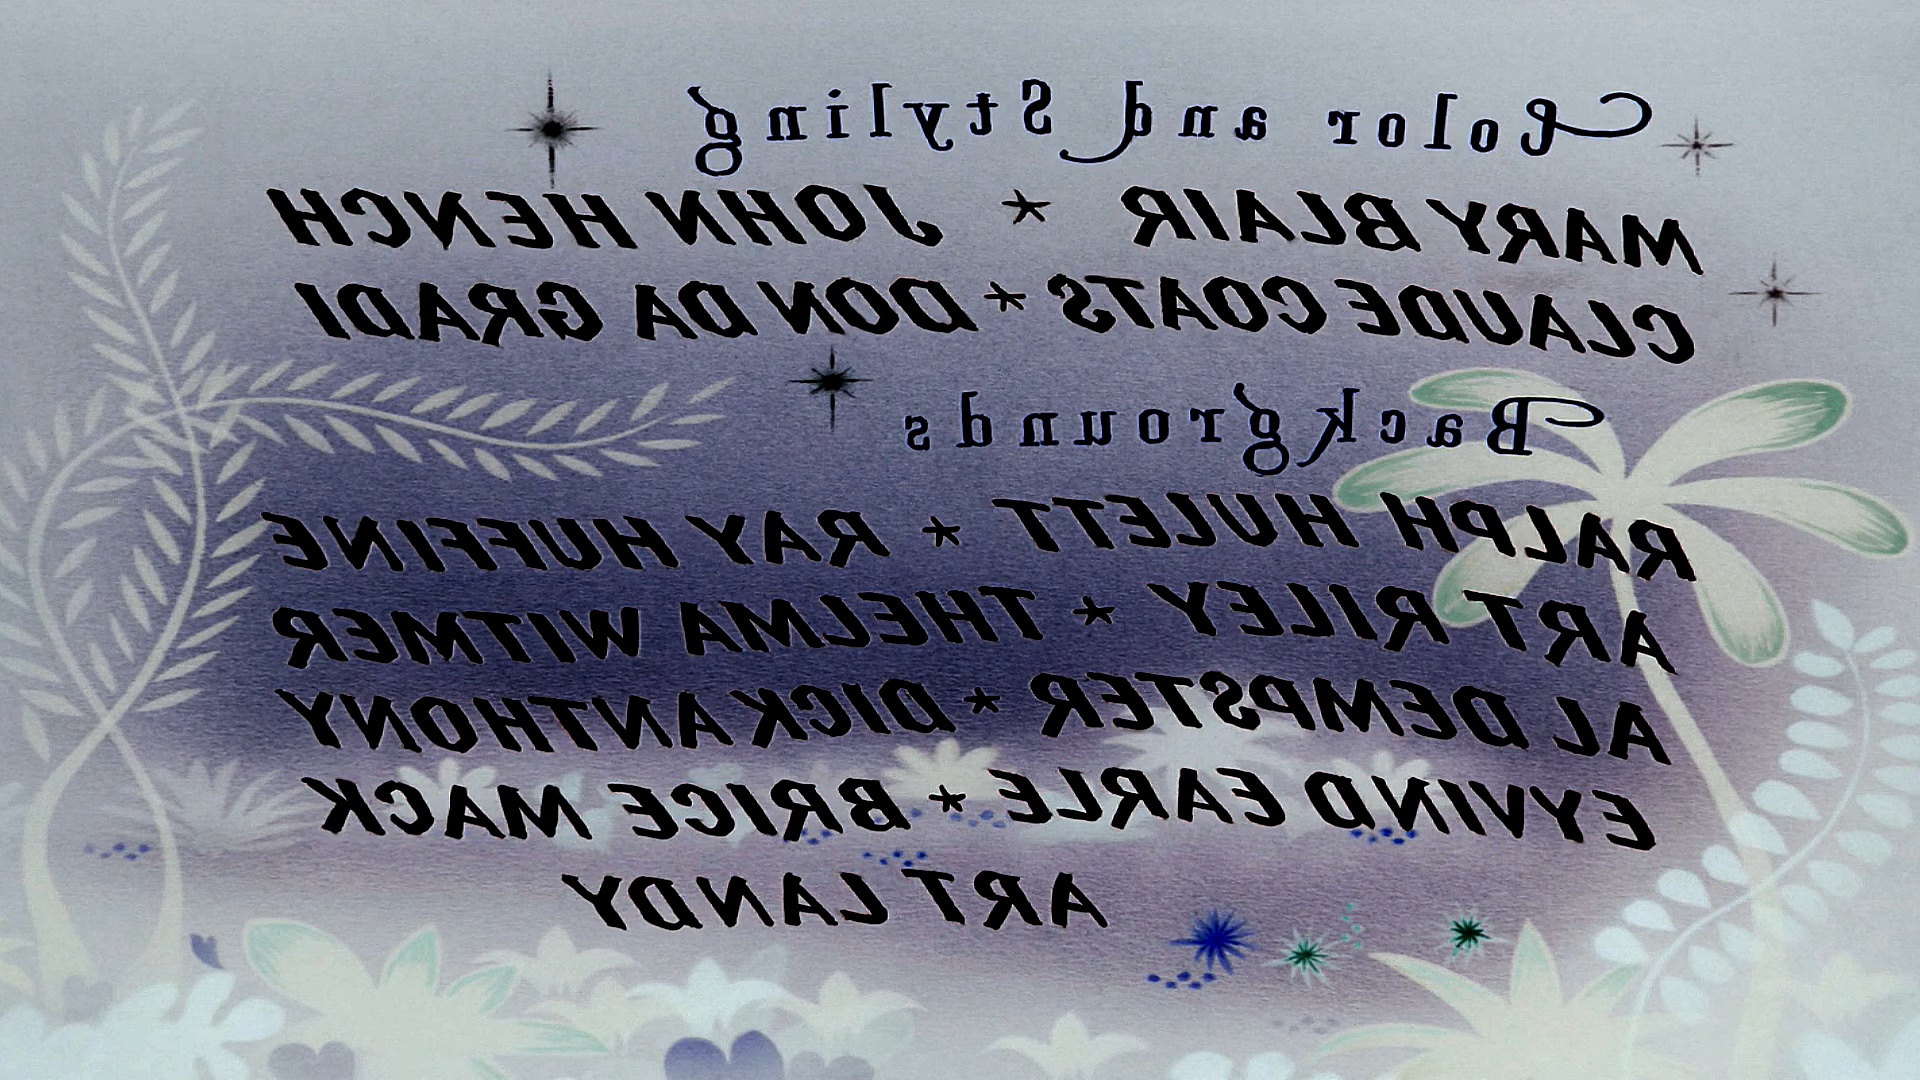 Color and Styling
MARY BLAIR * JOHN HENCH
CLAUDE COATS * DON DA GRADI
Backgrounds
RALPH HULETT * RAY HUFFINE
ART RILEY * THELMA WITMER
AL DEMPSTER * DICK ANTHONY
EYVIND EARLE * BRICE MACK
ART LANDY